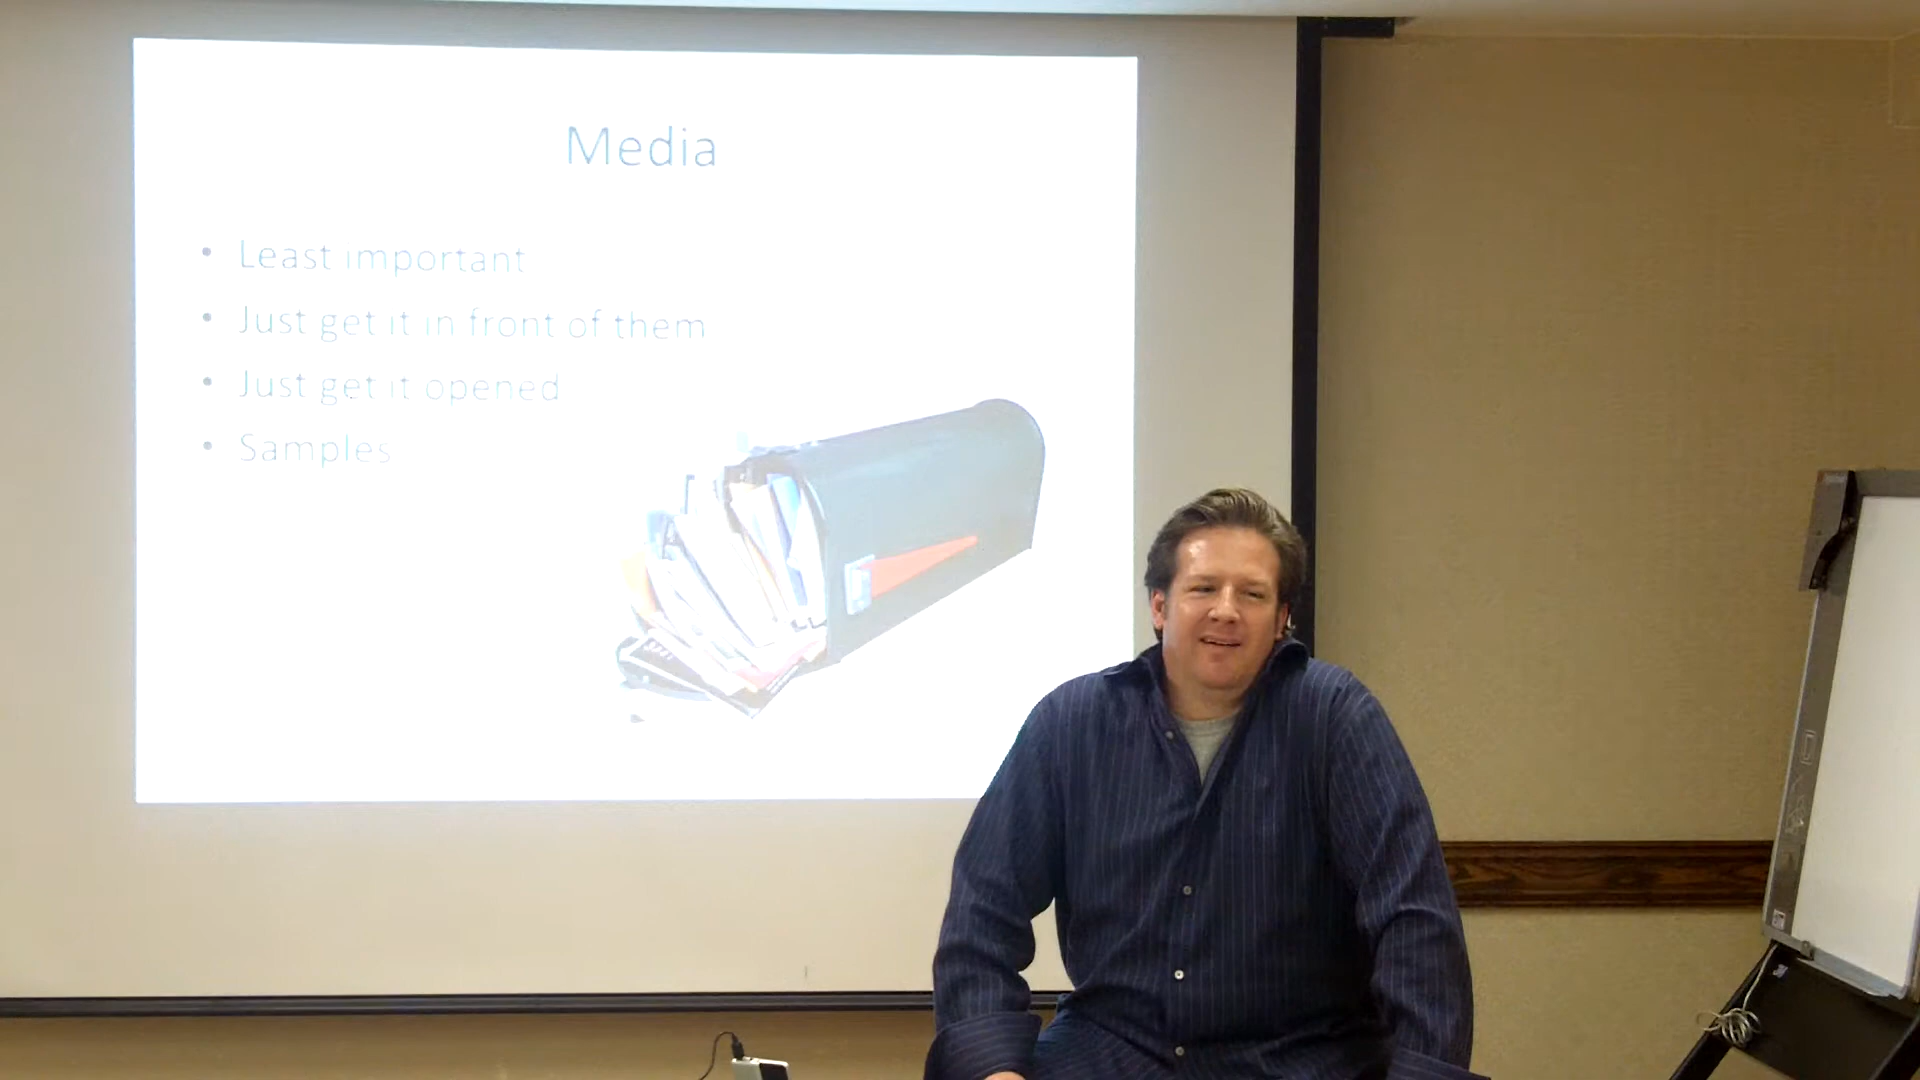 Media
• Least important
• Just get it in front of them
• Just get it opened
• Samples